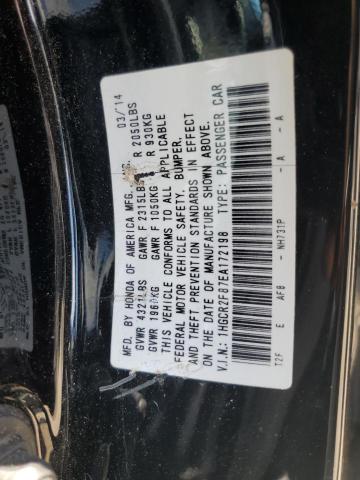 MFD. BY HONDA OF AMERICA MFG. 03/14
GVWR 4321LBS GAWR F 2315LBS R 2050LBS
GVWR 1960KG GAWR F 1050KG R 930KG
THIS VEHICLE CONFORMS TO ALL APPLICABLE
FEDERAL MOTOR VEHICLE SAFETY, BUMPER,
AND THEFT PREVENTION STANDARDS IN EFFECT
ON THE DATE OF MANUFACTURE SHOWN ABOVE.
V.I.N.: 1HGCR2F87EA172198 TYPE: PASSENGER CAR
T2F E AF8 - NH731P - A - A